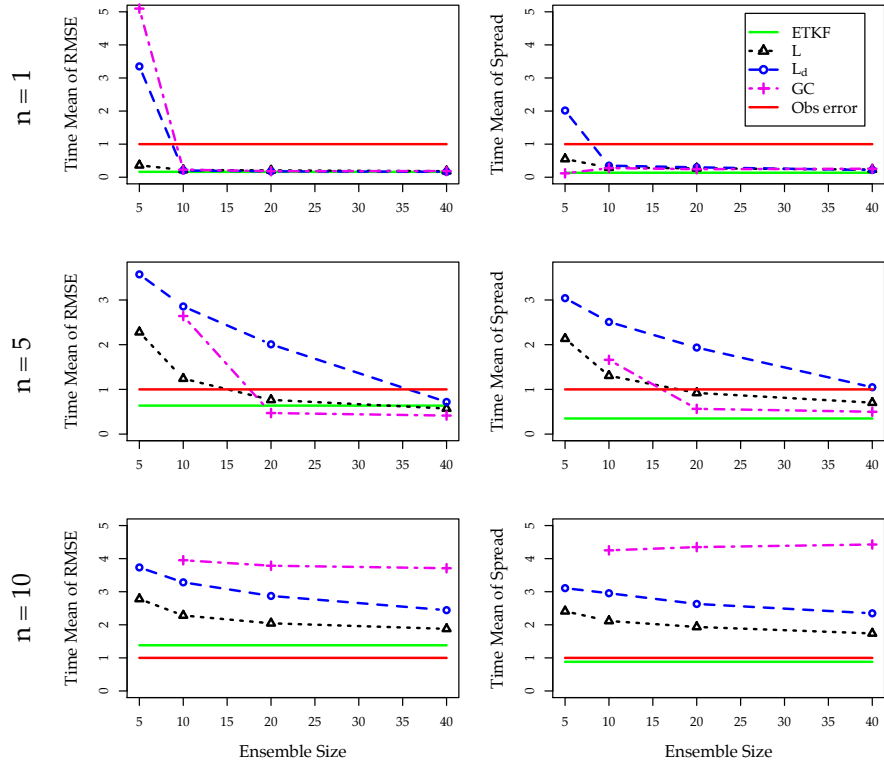 n = 1
Time Mean of RMSE
0 1 2 3 4 5
5 10 15 20 25 30 35 40
Time Mean of Spread
0 1 2 3 4 5
5 10 15 20 25 30 35 40
ETKF
L
Ld
GC
Obs error
n = 5
Time Mean of RMSE
0 1 2 3
5 10 15 20 25 30 35 40
Time Mean of Spread
0 1 2 3
5 10 15 20 25 30 35 40
n = 10
Time Mean of RMSE
0 1 2 3 4 5
5 10 15 20 25 30 35 40
Ensemble Size
Time Mean of Spread
0 1 2 3 4 5
5 10 15 20 25 30 35 40
Ensemble Size